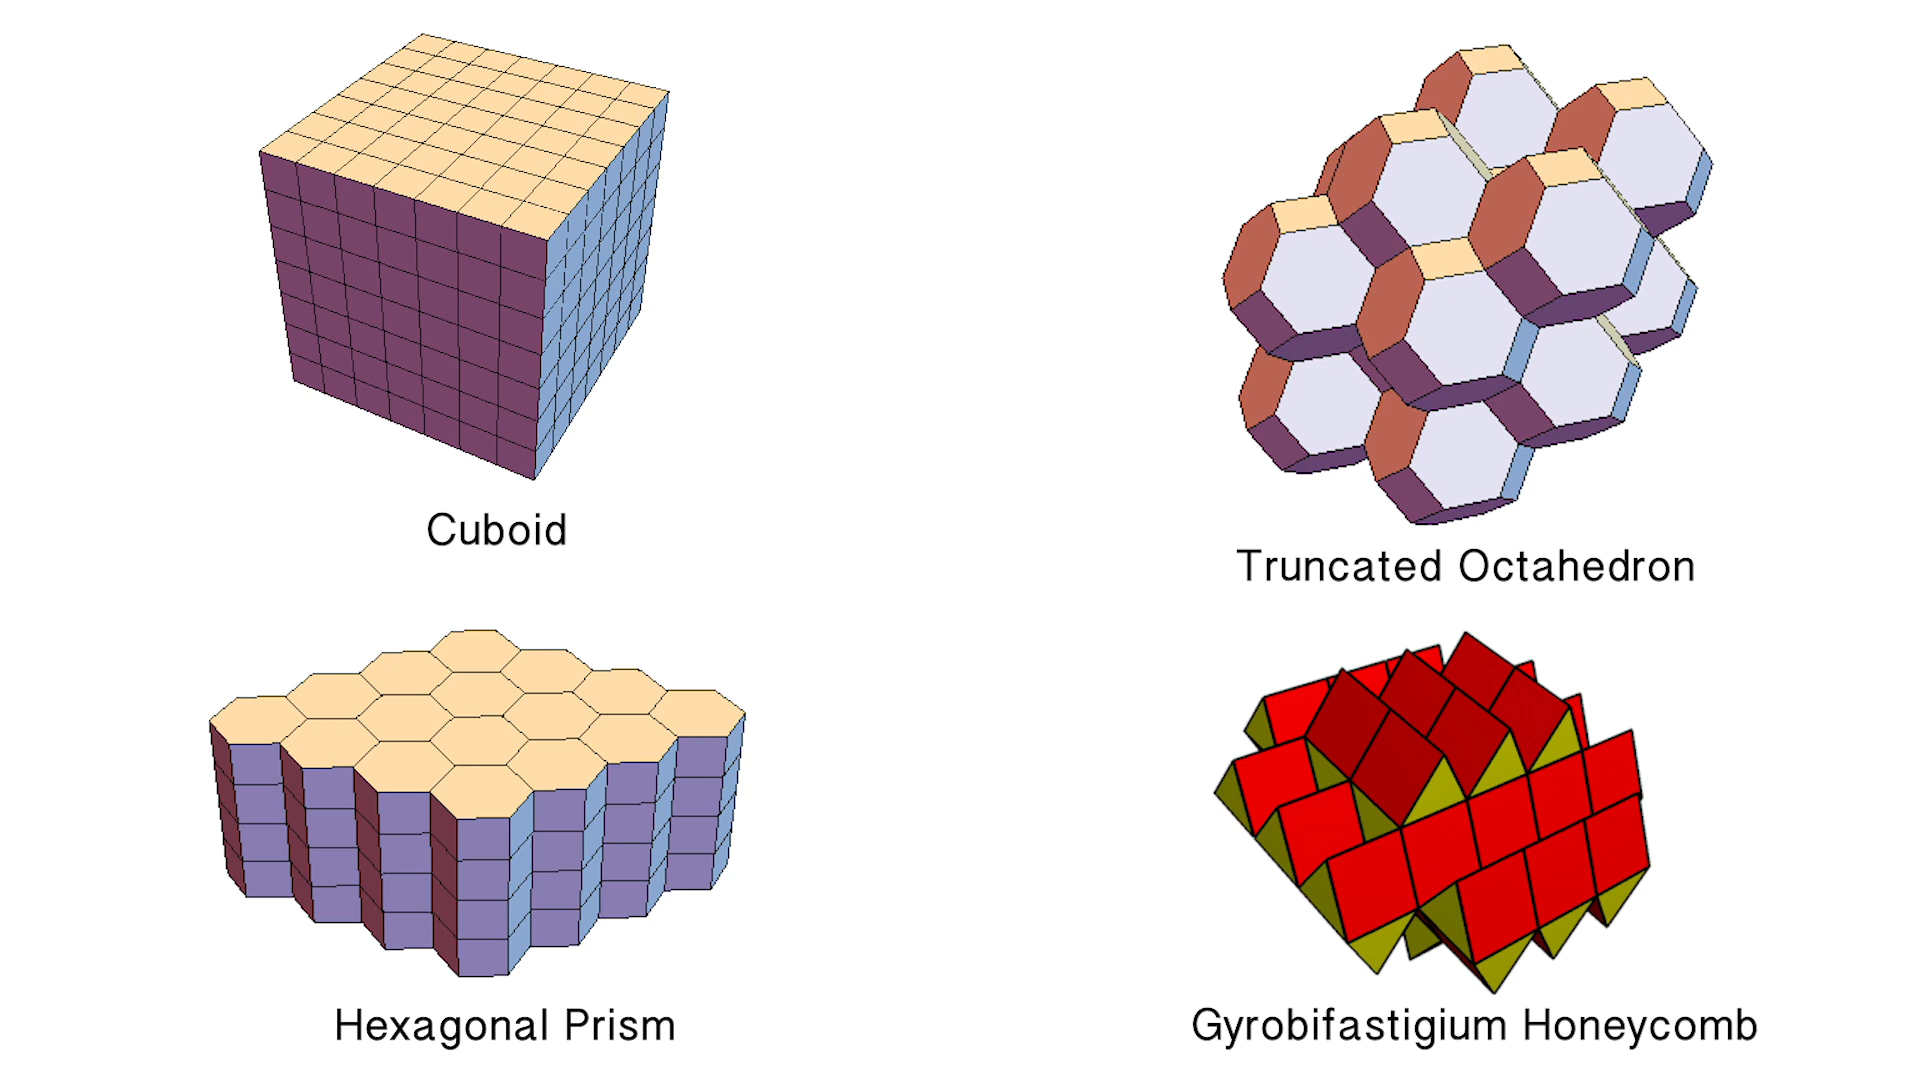 Cuboid
Truncated Octahedron
Hexagonal Prism
Gyrobifastigium Honeycomb